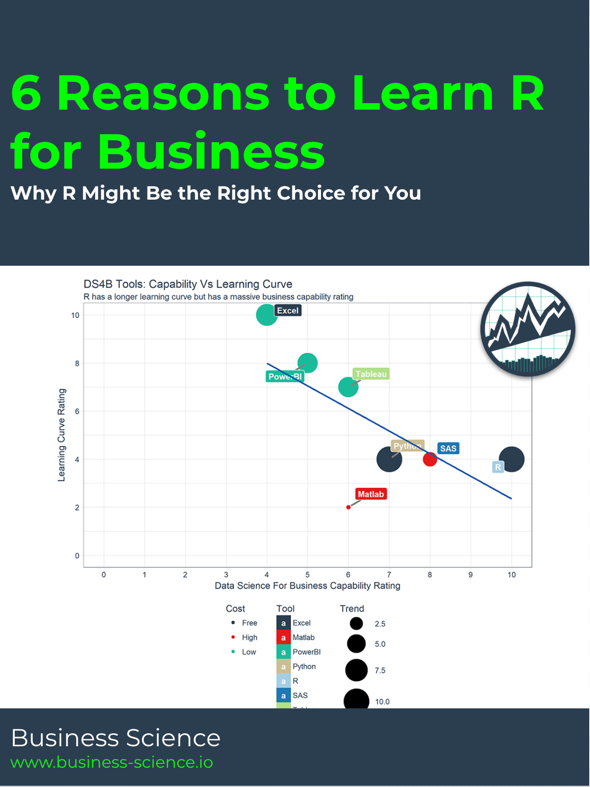 6 Reasons to Learn R
for Business
Why R Might Be the Right Choice for You
DS4B Tools: Capability Vs Learning Curve
R has a longer learning curve but has a massive business capability rating
Learning Curve Rating
10
8
6
4
2
0
Excel
PowerBI
Tableau
Python
SAS
R
Matlab
0 1 2 3 4 5 6 7 8 9 10
Data Science For Business Capability Rating
Cost
Free
High
Low
Tool
a Excel
a Matlab
a PowerBI
a Python
a R
a SAS
Trend
2.5
5.0
7.5
10.0
Business Science
www.business-science.io